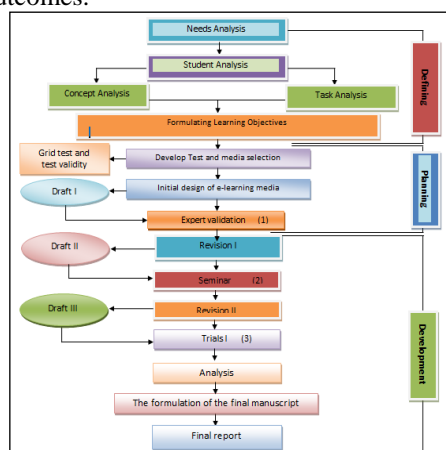 outcomes.
Needs Analysis
Student Analysis
Concept Analysis
Task Analysis
Formulating Learning Objectives
Defining
Grid test and
test validity
Develop Test and media selection
Draft I
Initial design of e-learning media
Planning
Expert validation (1)
Draft II
Revision I
Seminar (2)
Draft III
Revision II
Trials I (3)
Development
Analysis
The formulation of the final manuscript
Final report